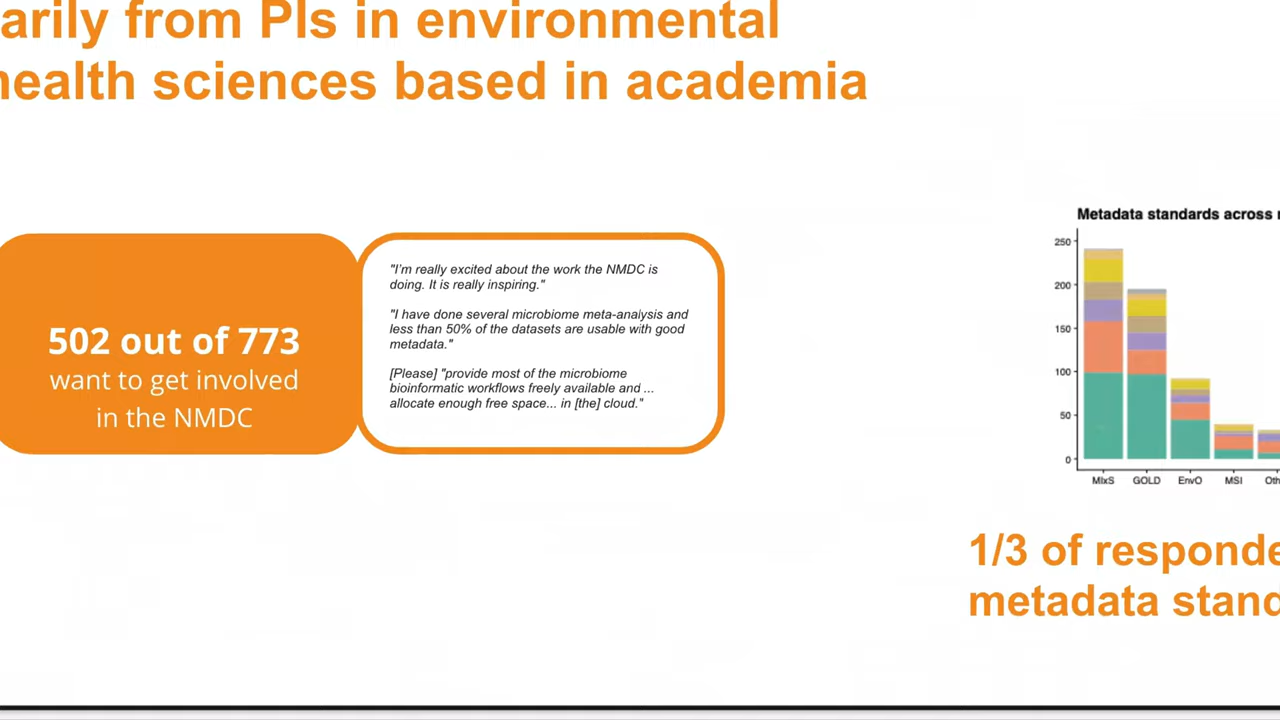 arily from PIs in environmental
health sciences based in academia
502 out of 773
want to get involved
in the NMDC
"I'm really excited about the work the NMDC is
doing. It is really inspiring."
"I have done several microbiome meta-analysis and
less than 50% of the datasets are usable with good
metadata."
[Please] "provide most of the microbiome
bioinformatic workflows freely available and ...
allocate enough free space... in [the] cloud."
Metadata standards across
250
200
150
100
50
0
MIxS GOLD EnvO MSI Oth
1/3 of responde
metadata stand